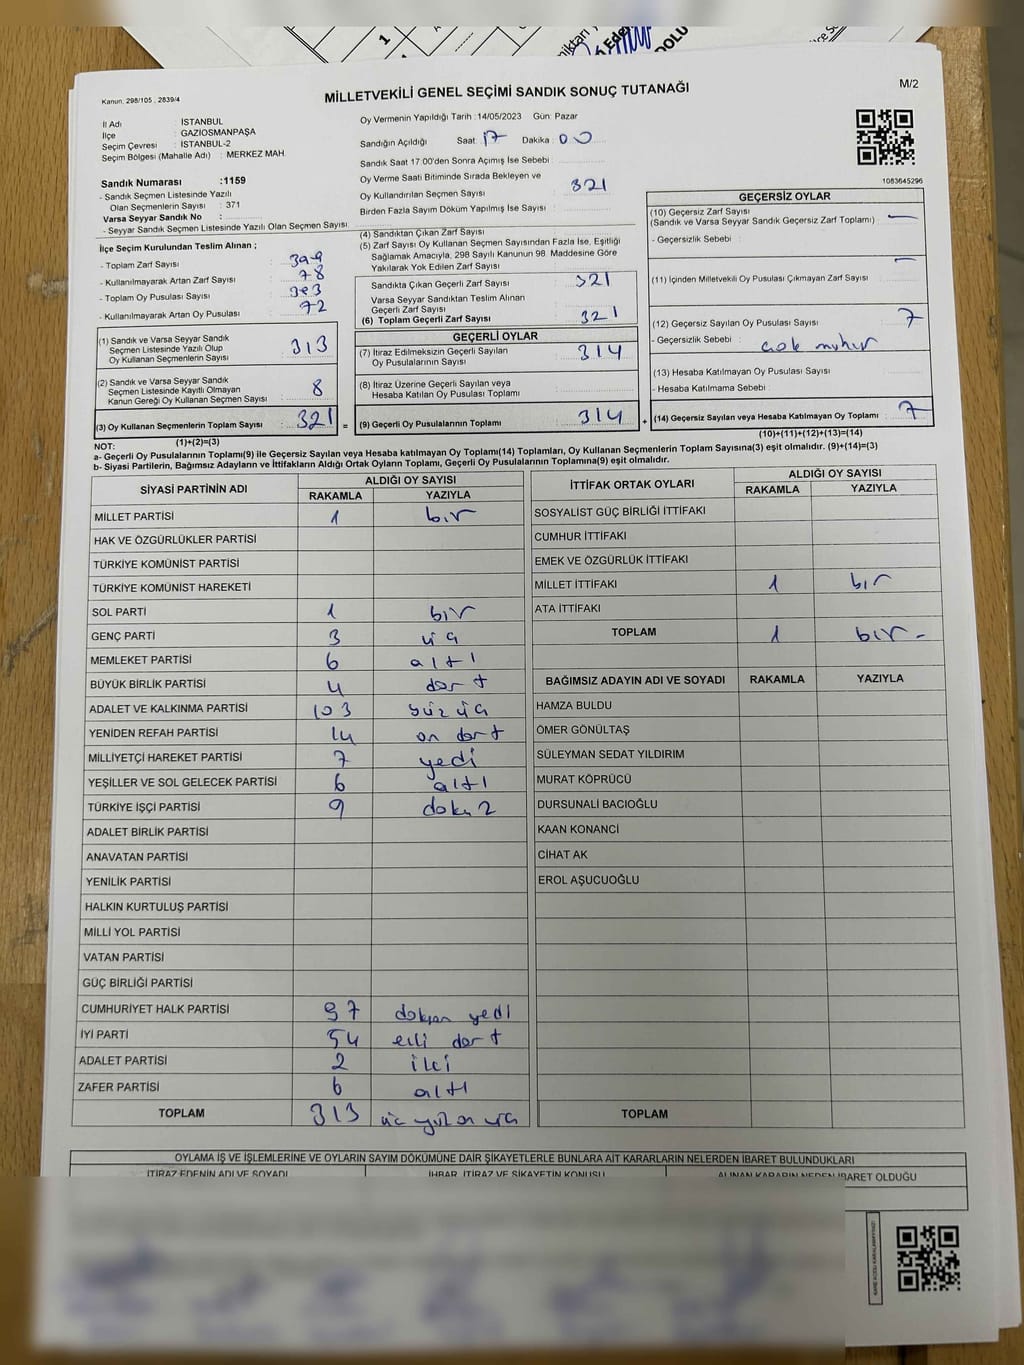 Kanun; 298/105 , 2839/4
MİLLETVEKİLİ GENEL SEÇİMİ SANDIK SONUÇ TUTANAĞI
M/2
İl Adı : İSTANBUL
İlçe : GAZİOSMANPAŞA
Seçim Çevresi : İSTANBUL-2
Seçim Bölgesi (Mahalle Adı) : MERKEZ MAH.
Sandık Numarası :1159
- Sandık Seçmen Listesinde Yazılı
Olan Seçmenlerin Sayısı : 371
Varsa Seyyar Sandık No :
- Seyyar Sandık Seçmen Listesinde Yazılı Olan Seçmen Sayısı
Oy Vermenin Yapıldığı Tarih :14/05/2023 Gün: Pazar
Sandığın Açıldığı Saat: 17 Dakika : 00
Sandık Saat 17:00'den Sonra Açımış İse Sebebi :
Oy Verme Saati Bitiminde Sırada Bekleyen ve
Oy Kullandırılan Seçmen Sayısı : 321
Birden Fazla Sayım Döküm Yapılmış İse Sayısı :
1083645296
İlçe Seçim Kurulundan Teslim Alınan ;
- Toplam Zarf Sayısı :
- Kullanılmayarak Artan Zarf Sayısı : 78
- Toplam Oy Pusulası Sayısı :
- Kullanılmayarak Artan Oy Pusulası : 72
(1) Sandık ve Varsa Seyyar Sandık
Seçmen Listesinde Yazılı Olup
Oy Kullanan Seçmenlerin Sayısı : 313
(2) Sandık ve Varsa Seyyar Sandık
Seçmen Listesinde Kayıtlı Olmayan
Kanun Gereği Oy Kullanan Seçmen Sayısı : 8
(3) Oy Kullanan Seçmenlerin Toplam Sayısı : 321 =
(1)+(2)=(3)
(4) Sandıktan Çıkan Zarf Sayısı :
(5) Zarf Sayısı Oy Kullanan Seçmen Sayısından Fazla İse, Eşitliği
Sağlamak Amacıyla, 298 Sayılı Kanunun 98. Maddesine Göre
Yakılarak Yok Edilen Zarf Sayısı :
Sandıkta Çıkan Geçerli Zarf Sayısı : 321
Varsa Seyyar Sandıktan Teslim Alınan
Geçerli Zarf Sayısı :
(6) Toplam Geçerli Zarf Sayısı : 321
GEÇERLİ OYLAR
(7) İtiraz Edilmeksizin Geçerli Sayılan
Oy Pusulalarının Sayısı : 314
(8) İtiraz Üzerine Geçerli Sayılan veya
Hesaba Katılan Oy Pusulası Toplamı :
(9) Geçerli Oy Pusulalarının Toplamı : 314 +
GEÇERSİZ OYLAR
(10) Geçersiz Zarf Sayısı
(Sandık ve Varsa Seyyar Sandık Geçersiz Zarf Toplamı) : —
- Geçersizlik Sebebi :
(11) İçinden Milletvekili Oy Pusulası Çıkmayan Zarf Sayısı : —
(12) Geçersiz Sayılan Oy Pusulası Sayısı : 7
- Geçersizlik Sebebi : çok mühür
(13) Hesaba Katılmayan Oy Pusulası Sayısı :
- Hesaba Katılmama Sebebi :
(14) Geçersiz Sayılan veya Hesaba Katılmayan Oy Toplamı : 7
(10)+(11)+(12)+(13)=(14)
NOT:
a- Geçerli Oy Pusulalarının Toplamı(9) ile Geçersiz Sayılan veya Hesaba katılmayan Oy Toplamı(14) Toplamları, Oy Kullanan Seçmenlerin Toplam Sayısına(3) eşit olmalıdır. (9)+(14)=(3)
b- Siyasi Partilerin, Bağımsız Adayların ve İttifakların Aldığı Ortak Oyların Toplamı, Geçerli Oy Pusulalarının Toplamına(9) eşit olmalıdır.
SİYASİ PARTİNİN ADI ALDIĞI OY SAYISI
RAKAMLA YAZIYLA
MİLLET PARTİSİ 1 bir
HAK VE ÖZGÜRLÜKLER PARTİSİ
TÜRKİYE KOMÜNİST PARTİSİ
TÜRKİYE KOMÜNİST HAREKETİ
SOL PARTİ 1 bir
GENÇ PARTİ 3 üç
MEMLEKET PARTİSİ 6 altı
BÜYÜK BİRLİK PARTİSİ 4 dört
ADALET VE KALKINMA PARTİSİ 103 yüz üç
YENİDEN REFAH PARTİSİ 14 on dört
MİLLİYETÇİ HAREKET PARTİSİ 7 yedi
YEŞİLLER VE SOL GELECEK PARTİSİ 6 altı
TÜRKİYE İŞÇİ PARTİSİ 9 dokuz
ADALET BİRLİK PARTİSİ
ANAVATAN PARTİSİ
YENİLİK PARTİSİ
HALKIN KURTULUŞ PARTİSİ
MİLLİ YOL PARTİSİ
VATAN PARTİSİ
GÜÇ BİRLİĞİ PARTİSİ
CUMHURİYET HALK PARTİSİ 97 doksan yedi
İYİ PARTİ 54 elli dört
ADALET PARTİSİ 2 iki
ZAFER PARTİSİ 6 altı
TOPLAM 313 üç yüz on üç
İTTİFAK ORTAK OYLARI ALDIĞI OY SAYISI
RAKAMLA YAZIYLA
SOSYALİST GÜÇ BİRLİĞİ İTTİFAKI
CUMHUR İTTİFAKI
EMEK VE ÖZGÜRLÜK İTTİFAKI
MİLLET İTTİFAKI 1 bir
ATA İTTİFAKI
TOPLAM 1 bir -
BAĞIMSIZ ADAYIN ADI VE SOYADI RAKAMLA YAZIYLA
HAMZA BULDU
ÖMER GÖNÜLTAŞ
SÜLEYMAN SEDAT YILDIRIM
MURAT KÖPRÜCÜ
DURSUNALİ BACIOĞLU
KAAN KONANCİ
CİHAT AK
EROL AŞUCUOĞLU
TOPLAM
OYLAMA İŞ VE İŞLEMLERİNE VE OYLARIN SAYIM DÖKÜMÜNE DAİR ŞİKAYETLERLE BUNLARA AİT KARARLARIN NELERDEN İBARET BULUNDUKLARI
İTİRAZ EDENİN ADI VE SOYADI İHBAR, İTİRAZ VE ŞİKAYETİN KONUSU ALINAN KARARIN NEDEN İBARET OLDUĞU